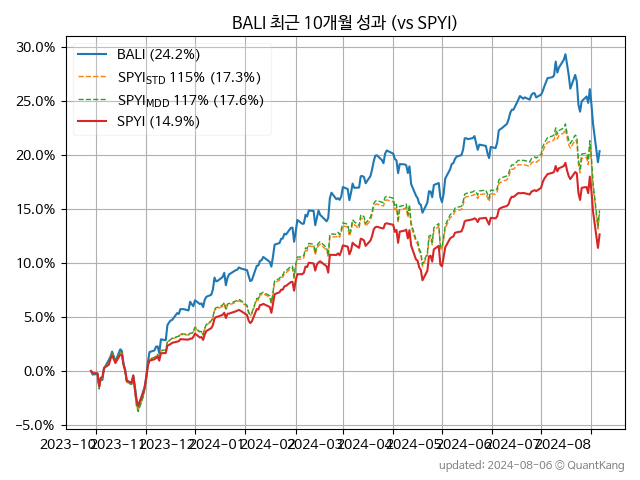 BALI 최근 10개월 성과 (vs SPYI)
30.0%
25.0%
20.0%
15.0%
10.0%
5.0%
0.0%
-5.0%
BALI (24.2%)
SPYI_STD 115% (17.3%)
SPYI_MDD 117% (17.6%)
SPYI (14.9%)
2023-10 2023-11 2023-12 2024-01 2024-02 2024-03 2024-04 2024-05 2024-06 2024-07 2024-08
updated: 2024-08-06 © QuantKang